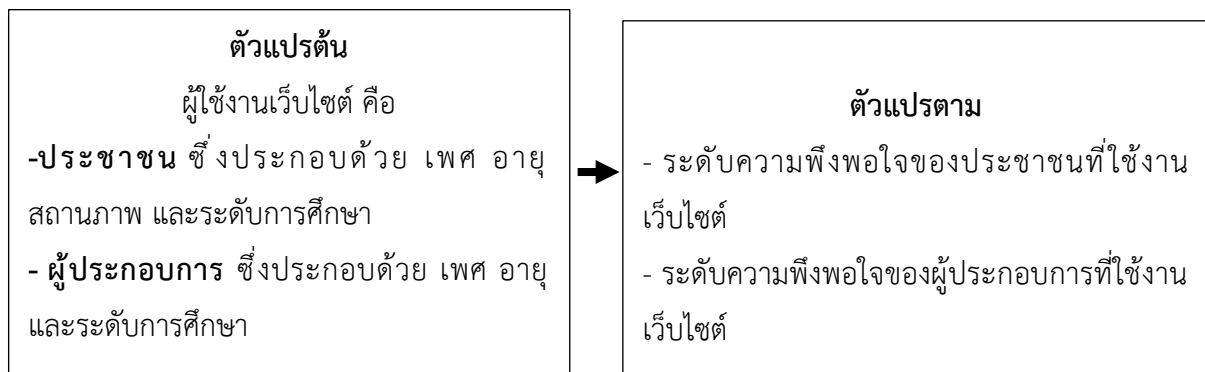 ตัวแปรต้น
ผู้ใช้งานเว็บไซต์ คือ
-ประชาชน ซึ่งประกอบด้วย เพศ อายุ
สถานภาพ และระดับการศึกษา
- ผู้ประกอบการ ซึ่งประกอบด้วย เพศ อายุ
และระดับการศึกษา
ตัวแปรตาม
- ระดับความพึงพอใจของประชาชนที่ใช้งาน
เว็บไซต์
- ระดับความพึงพอใจของผู้ประกอบการที่ใช้งาน
เว็บไซต์